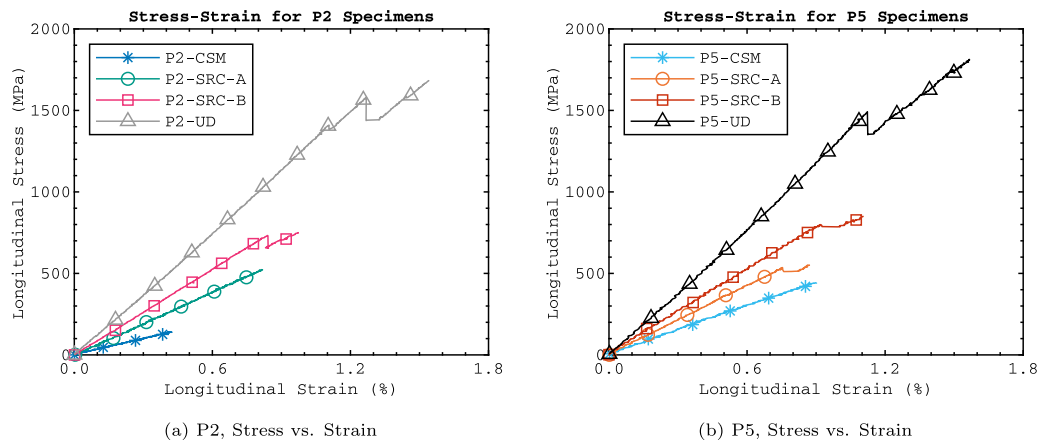 Stress-Strain for P2 Specimens
2000
1500
1000
500
0
Longitudinal Stress (MPa)
P2-CSM
P2-SRC-A
P2-SRC-B
P2-UD
0.0 0.6 1.2 1.8
Longitudinal Strain (%)
(a) P2, Stress vs. Strain
Stress-Strain for P5 Specimens
2000
1500
1000
500
0
Longitudinal Stress (MPa)
P5-CSM
P5-SRC-A
P5-SRC-B
P5-UD
0.0 0.6 1.2 1.8
Longitudinal Strain (%)
(b) P5, Stress vs. Strain